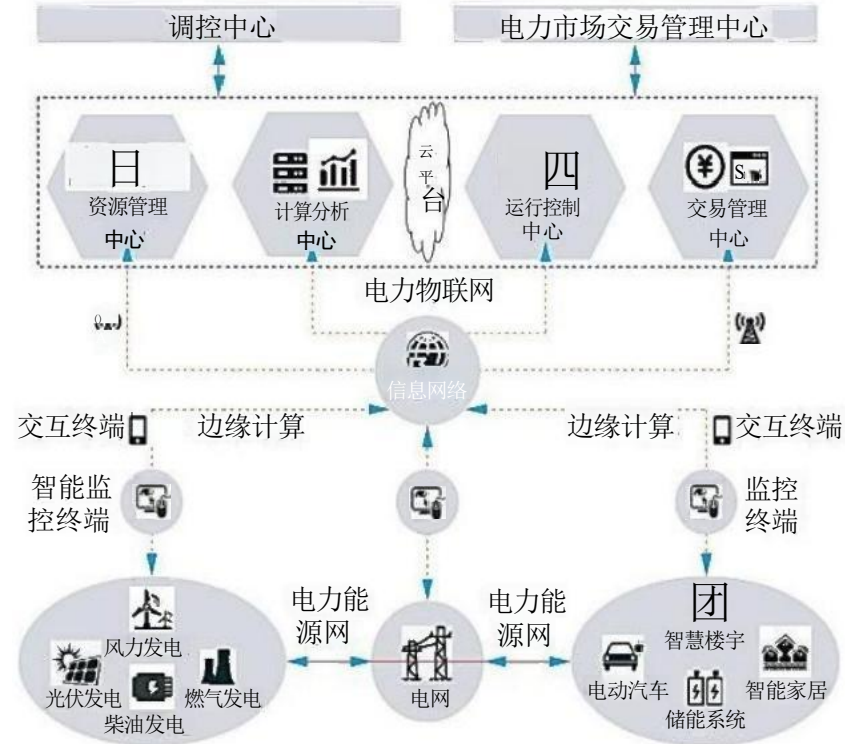 调控中心
电力市场交易管理中心
日
资源管理
中心
计算分析
中心
云
平
台
四
运行控制
中心
¥
S
交易管理
中心
电力物联网
信息网络
交互终端
边缘计算
边缘计算
交互终端
智能监
控终端
监控
终端
风力发电
光伏发电
燃气发电
柴油发电
电力能
源网
电网
电力能
源网
团
智慧楼宇
电动汽车
智能家居
储能系统